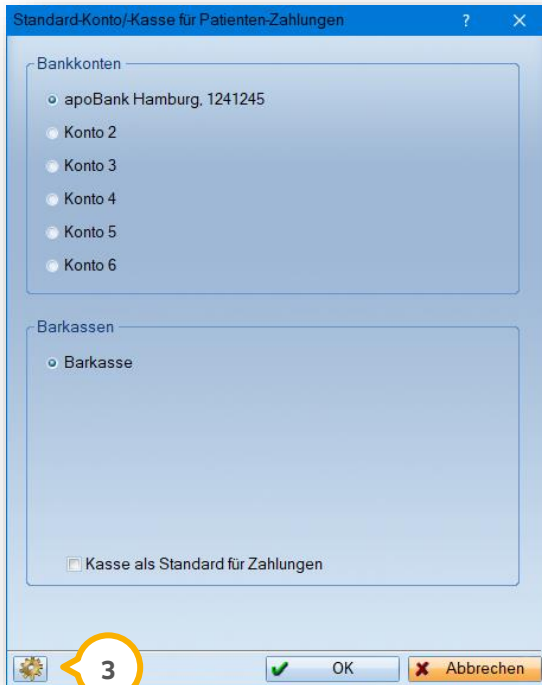 Standard-Konto/-Kasse für Patienten-Zahlungen ? ×
Bankkonten
apoBank Hamburg, 1241245
Konto 2
Konto 3
Konto 4
Konto 5
Konto 6
Barkassen
Barkasse
Kasse als Standard für Zahlungen
3 OK Abbrechen